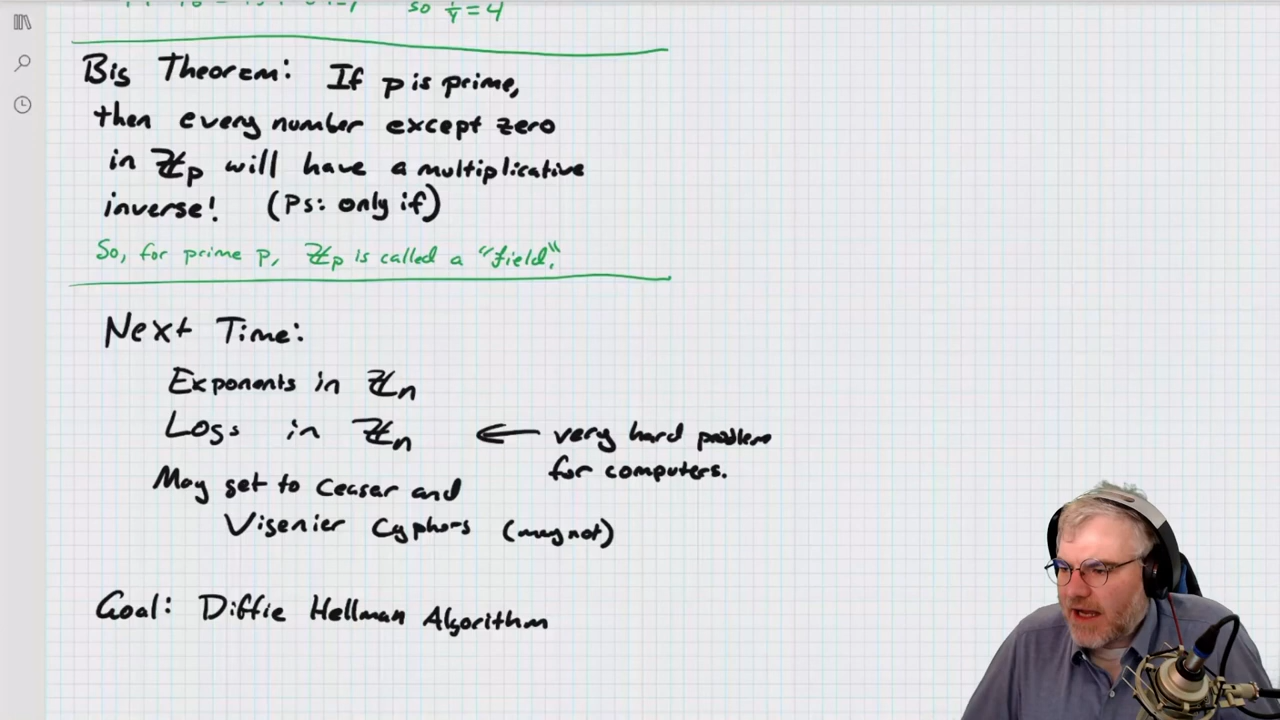 so 1/4 = 4
Big Theorem: If p is prime,
then every number except zero
in ℤp will have a multiplicative
inverse! (Ps: only if)
So, for prime p, ℤp is called a "field".
Next Time:
Exponents in ℤn
Logs in ℤn ← very hard problem
for computers.
May get to Ceasar and
Vigenier Cyphers (may not)
Goal: Diffie Hellman Algorithm